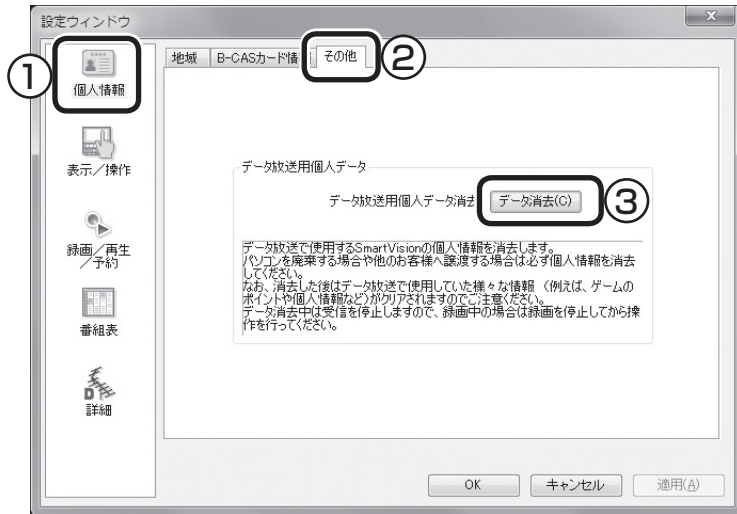 設定ウィンドウ
①
個人情報
表示／操作
録画／再生
／予約
番組表
詳細
地域
B-CASカード情
その他
②
データ放送用個人データ
データ放送用個人データ消去
データ消去(C)
③
データ放送で使用するSmartVisionの個人情報を消去します。
パソコンを廃棄する場合や他のお客様へ譲渡する場合は必ず個人情報を消去
してください。
なお、消去した後はデータ放送で使用していた様々な情報 （例えば、ゲームの
ポイントや個人情報など）がクリアされますのでご注意ください。
データ消去中は受信を停止しますので、録画中の場合は録画を停止してから操
作を行ってください。
OK
キャンセル
適用(A)